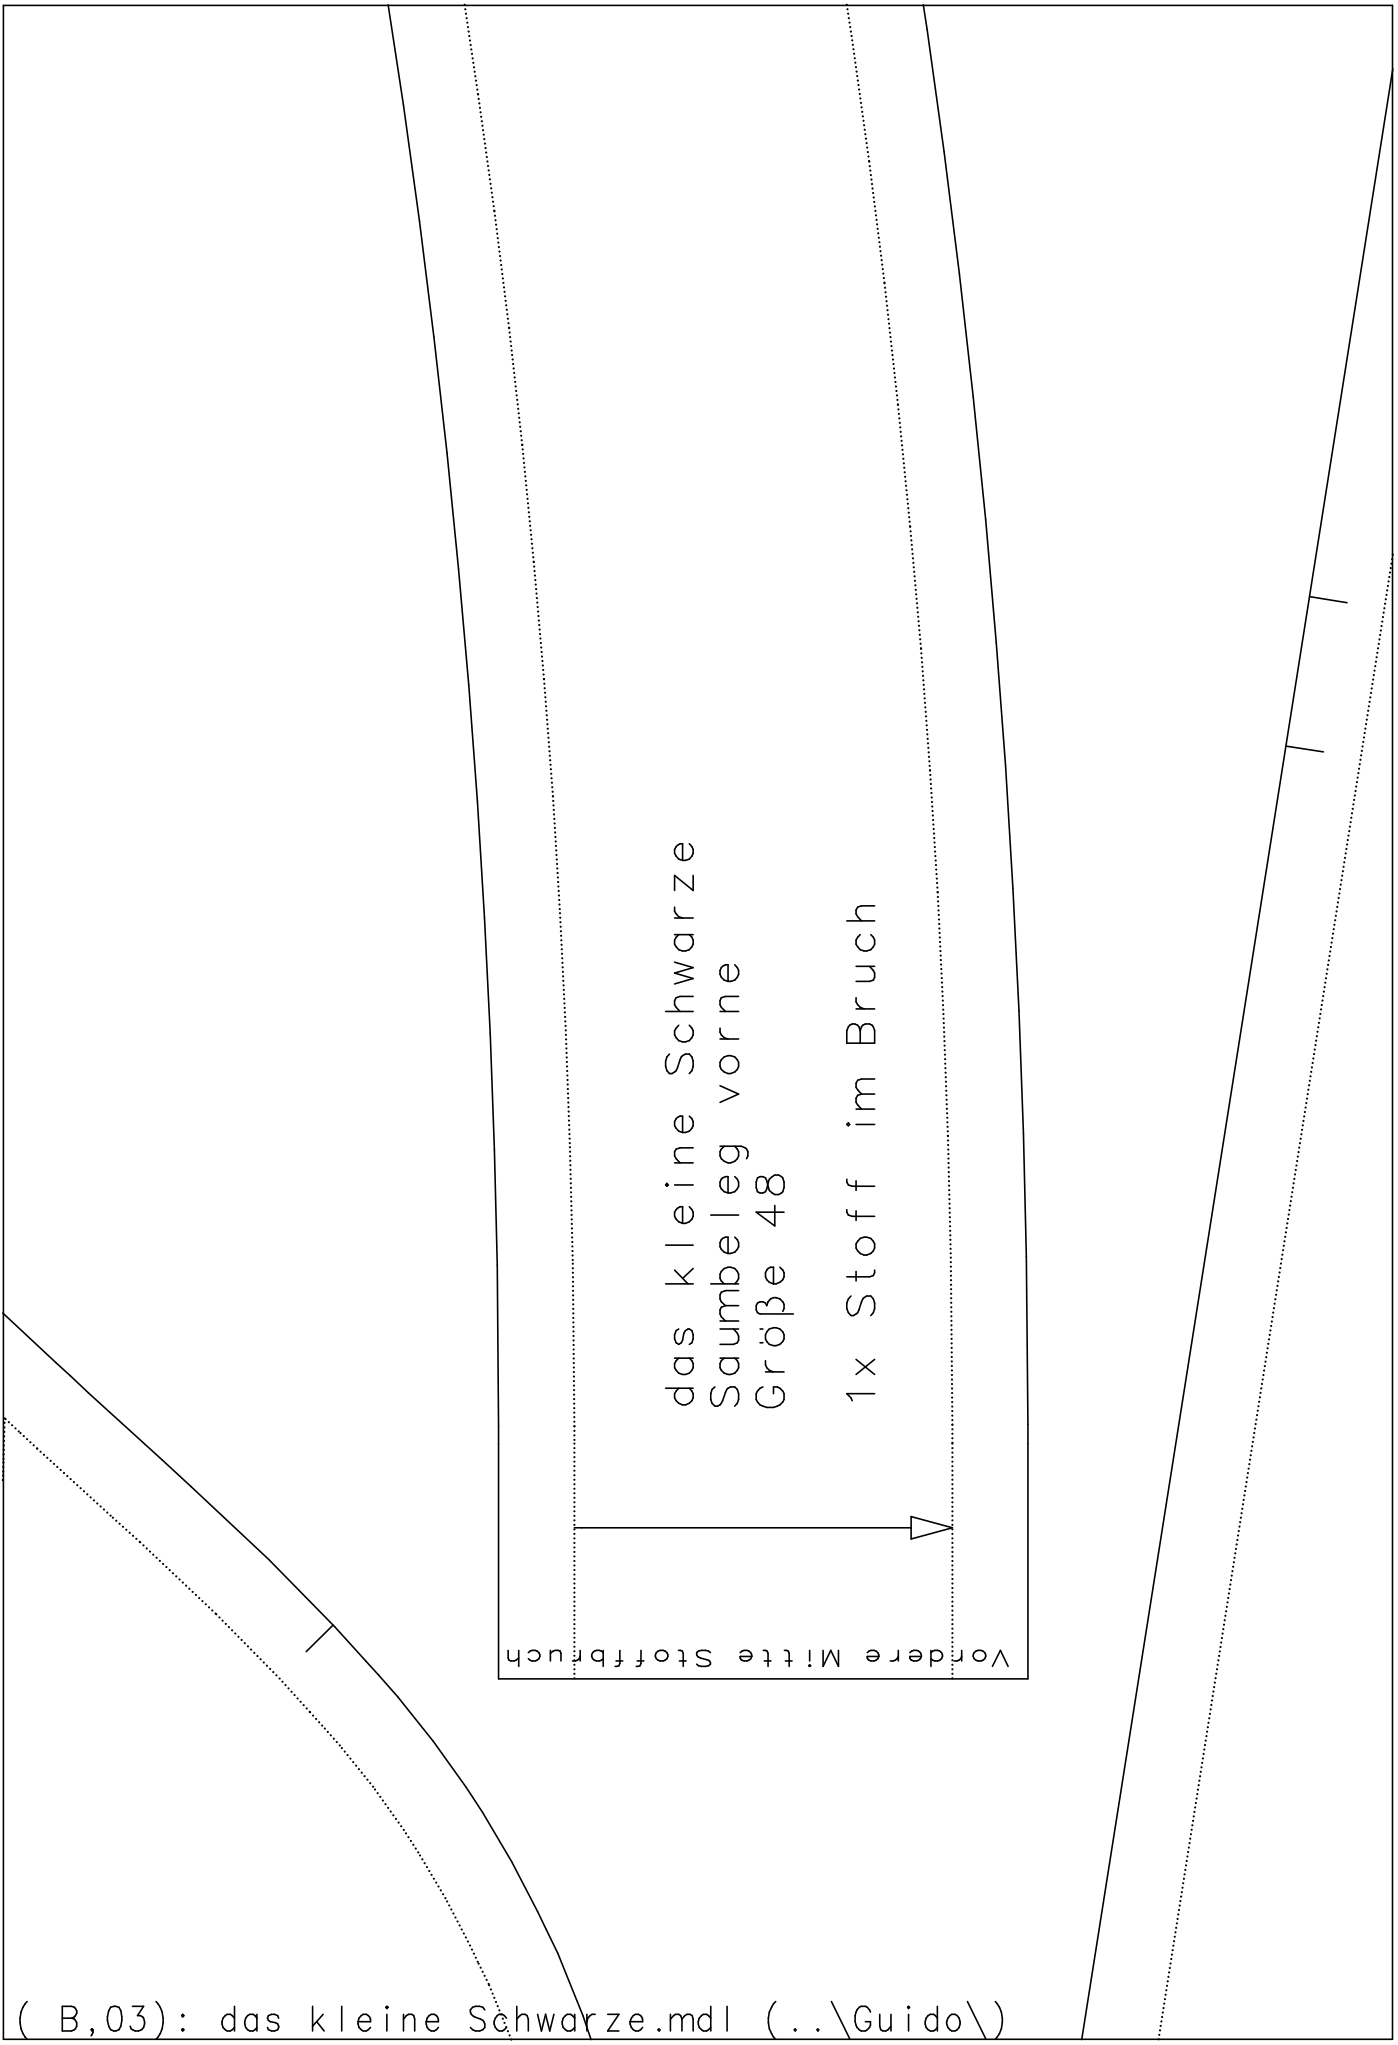 das kleine Schwarze
Saumbeleg vorne
Größe 48
1x Stoff im Bruch
Vordere Mitte Stoffbruch
( B,03): das kleine Schwarze.mdl (..\Guido\)